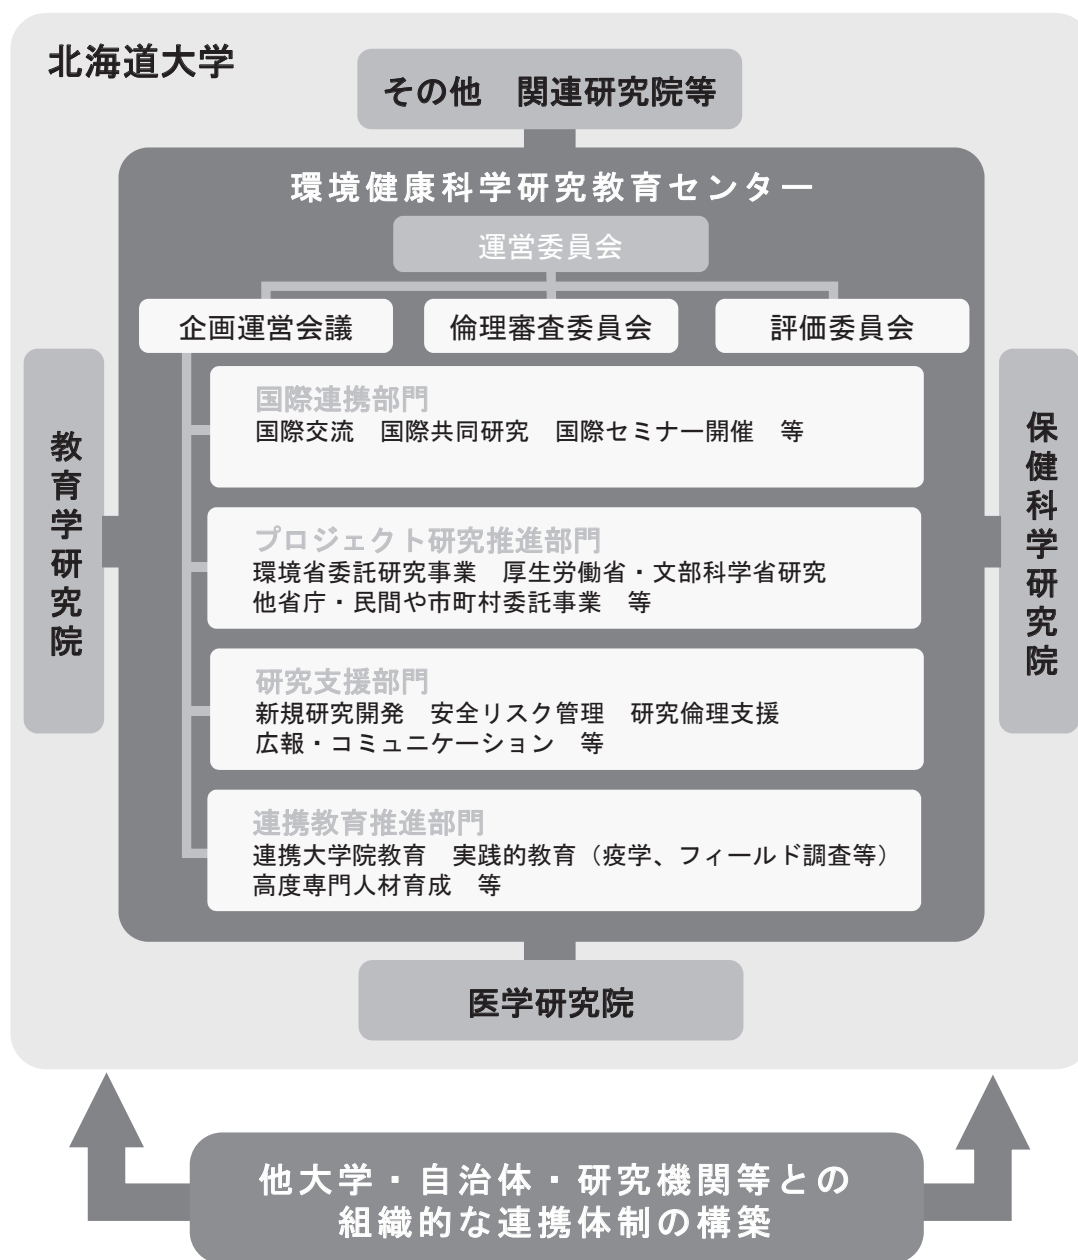 北海道大学
その他　関連研究院等
環境健康科学研究教育センター
運営委員会
企画運営会議
倫理審査委員会
評価委員会
教育学研究院
保健科学研究院
国際連携部門
国際交流　国際共同研究　国際セミナー開催　等
プロジェクト研究推進部門
環境省委託研究事業　厚生労働省・文部科学省研究
他省庁・民間や市町村委託事業　等
研究支援部門
新規研究開発　安全リスク管理　研究倫理支援
広報・コミュニケーション　等
連携教育推進部門
連携大学院教育　実践的教育（疫学、フィールド調査等）
高度専門人材育成　等
医学研究院
他大学・自治体・研究機関等との
組織的な連携体制の構築